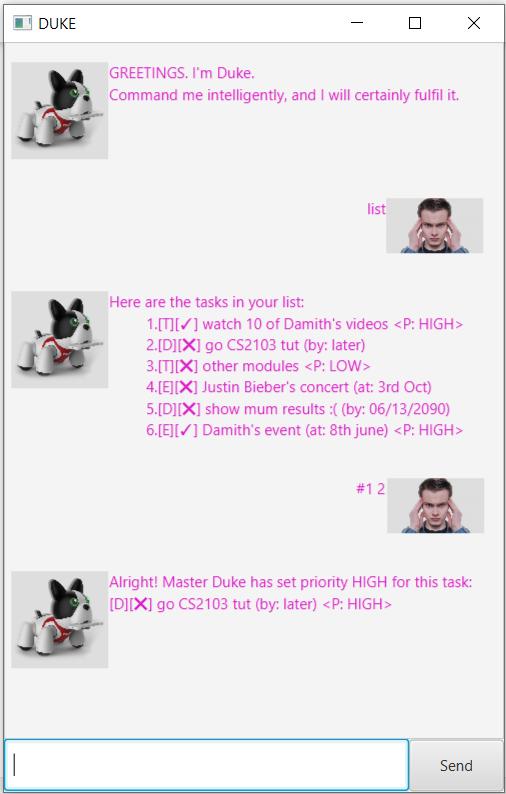 DUKE
GREETINGS. I'm Duke.
Command me intelligently, and I will certainly fulfil it.
list
Here are the tasks in your list:
1.[T][✓] watch 10 of Damith's videos <P: HIGH>
2.[D][❌] go CS2103 tut (by: later)
3.[T][❌] other modules <P: LOW>
4.[E][❌] Justin Bieber's concert (at: 3rd Oct)
5.[D][❌] show mum results :( (by: 06/13/2090)
6.[E][✓] Damith's event (at: 8th june) <P: HIGH>
#1 2
Alright! Master Duke has set priority HIGH for this task:
[D][❌] go CS2103 tut (by: later) <P: HIGH>
Send